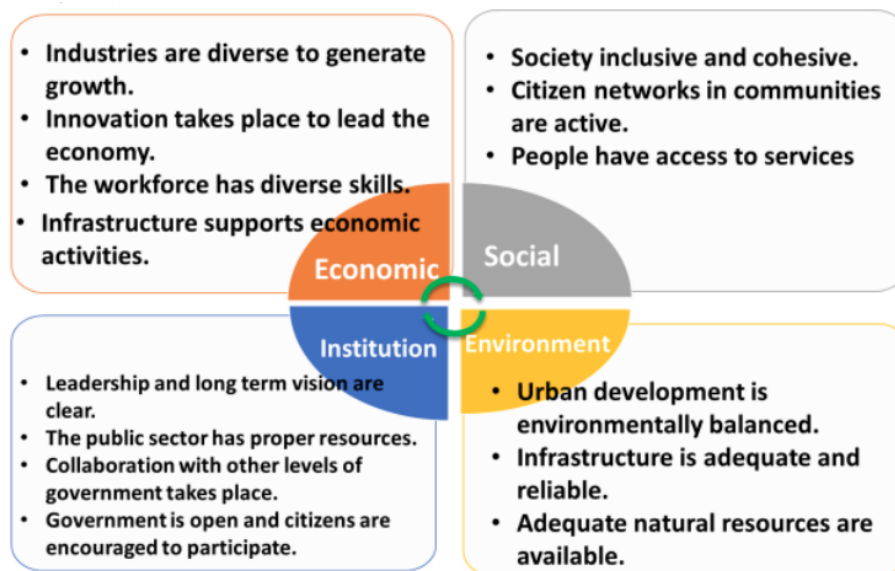 • Industries are diverse to generate
growth.
• Innovation takes place to lead the
economy.
• The workforce has diverse skills.
• Infrastructure supports economic
activities.
• Society inclusive and cohesive.
• Citizen networks in communities
are active.
• People have access to services
Economic
Social
Institution
Environment
• Leadership and long term vision are
clear.
• The public sector has proper resources.
• Collaboration with other levels of
government takes place.
• Government is open and citizens are
encouraged to participate.
• Urban development is
environmentally balanced.
• Infrastructure is adequate and
reliable.
• Adequate natural resources are
available.